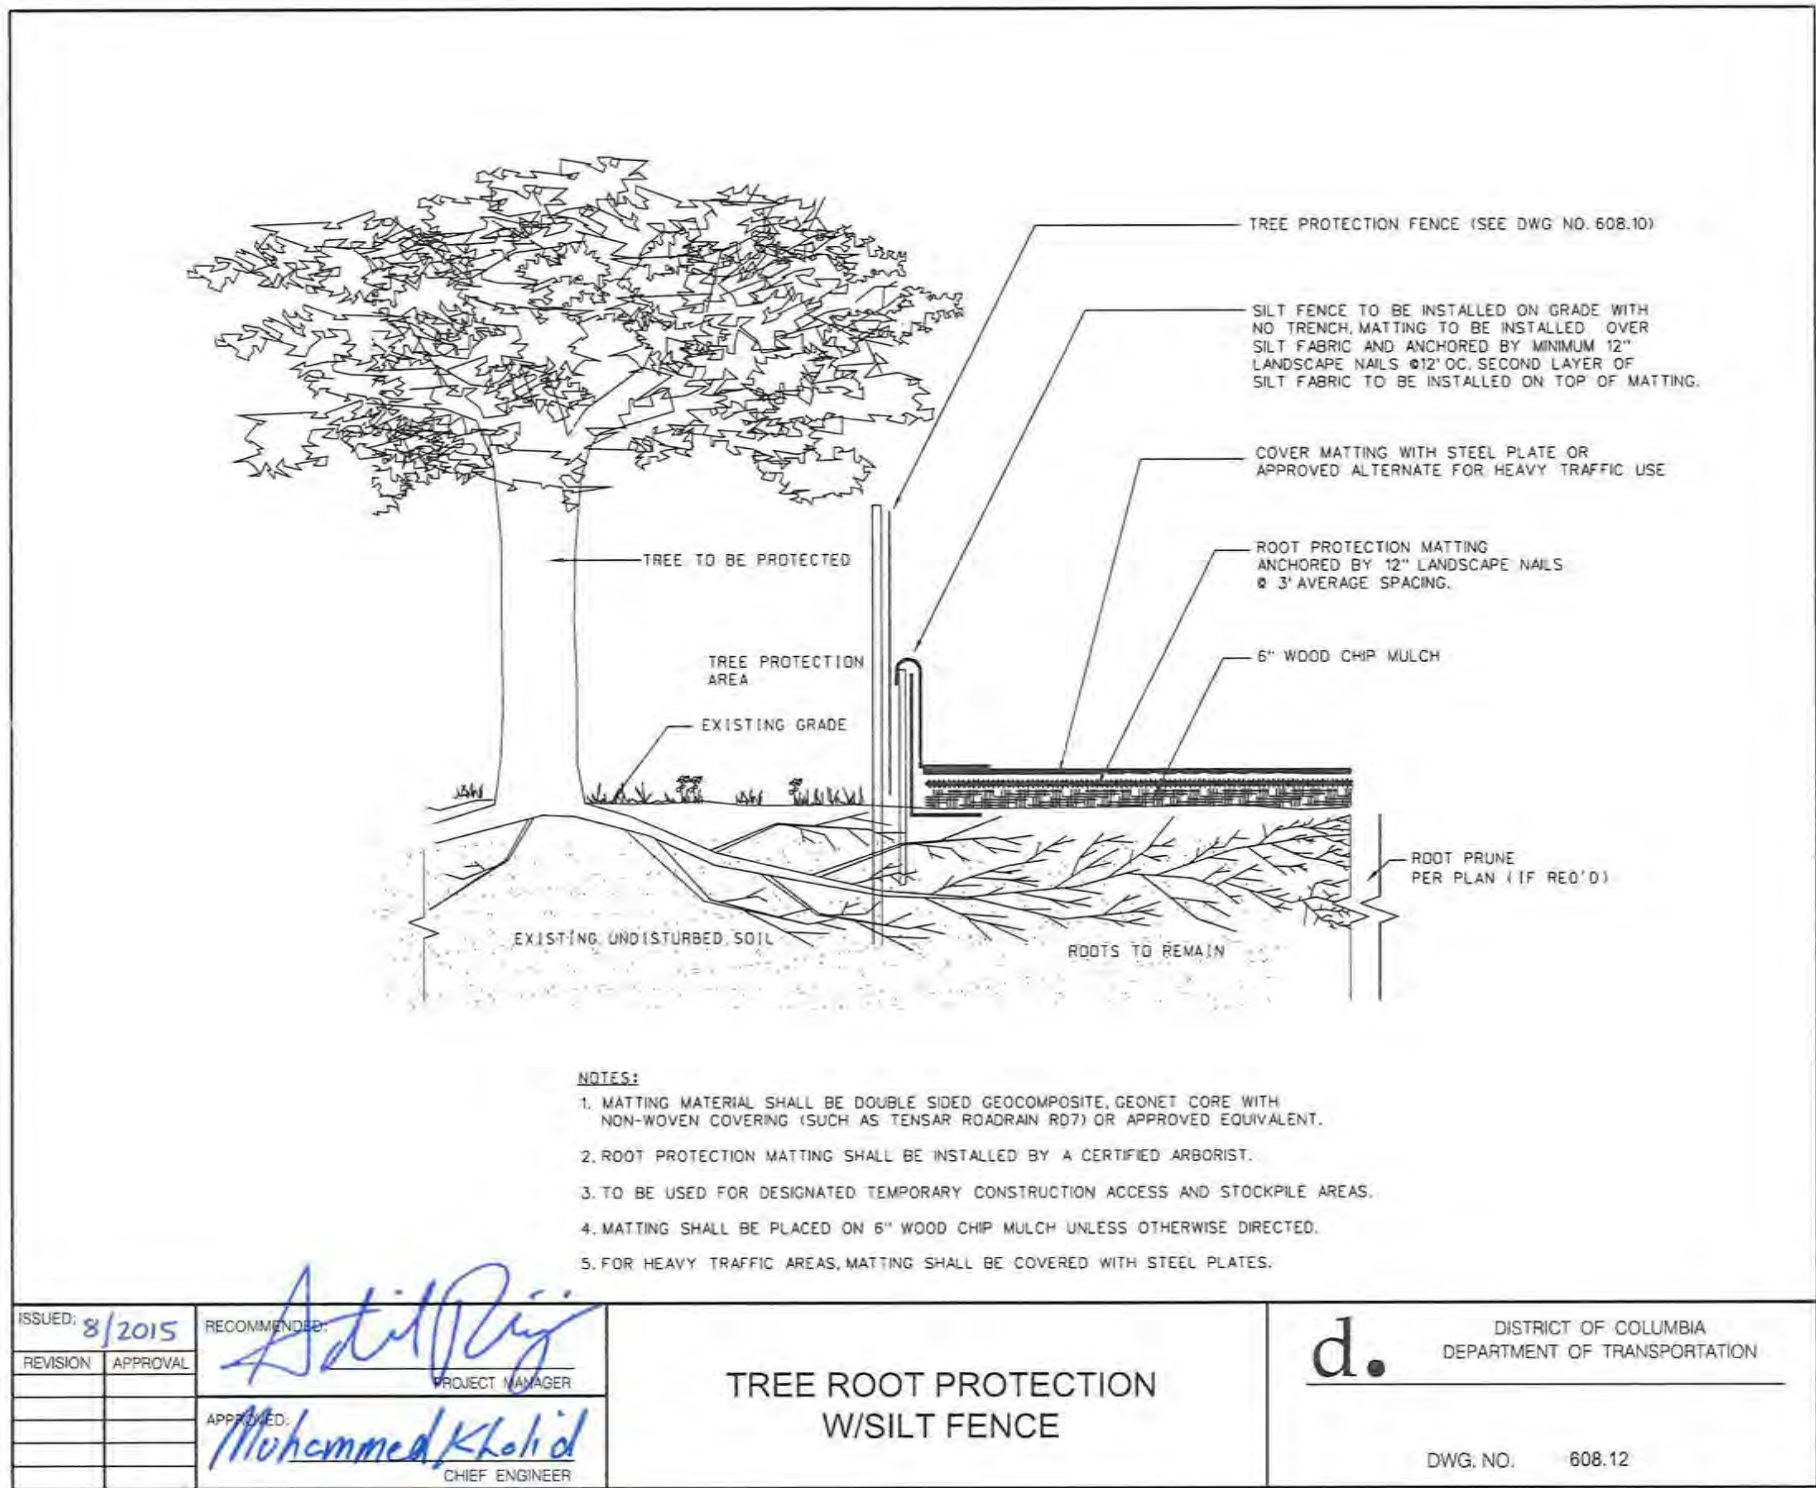 TREE PROTECTION FENCE (SEE DWG NO. 608.10)
SILT FENCE TO BE INSTALLED ON GRADE WITH
NO TRENCH, MATTING TO BE INSTALLED OVER
SILT FABRIC AND ANCHORED BY MINIMUM 12"
LANDSCAPE NAILS @12' OC. SECOND LAYER OF
SILT FABRIC TO BE INSTALLED ON TOP OF MATTING.
COVER MATTING WITH STEEL PLATE OR
APPROVED ALTERNATE FOR HEAVY TRAFFIC USE
ROOT PROTECTION MATTING
ANCHORED BY 12" LANDSCAPE NAILS
@ 3' AVERAGE SPACING.
TREE TO BE PROTECTED
TREE PROTECTION
AREA
6" WOOD CHIP MULCH
EXISTING GRADE
ROOT PRUNE
PER PLAN (IF REQ'D)
EXISTING UNDISTURBED SOIL
ROOTS TO REMAIN
NOTES:
1. MATTING MATERIAL SHALL BE DOUBLE SIDED GEOCOMPOSITE, GEONET CORE WITH
NON-WOVEN COVERING (SUCH AS TENSAR ROADRAIN RD7) OR APPROVED EQUIVALENT.
2. ROOT PROTECTION MATTING SHALL BE INSTALLED BY A CERTIFIED ARBORIST.
3. TO BE USED FOR DESIGNATED TEMPORARY CONSTRUCTION ACCESS AND STOCKPILE AREAS.
4. MATTING SHALL BE PLACED ON 6" WOOD CHIP MULCH UNLESS OTHERWISE DIRECTED.
5. FOR HEAVY TRAFFIC AREAS, MATTING SHALL BE COVERED WITH STEEL PLATES.
ISSUED: 8/2015
REVISION APPROVAL
RECOMMENDED:
PROJECT MANAGER
APPROVED:
Muhammed Khalid
CHIEF ENGINEER
TREE ROOT PROTECTION
W/SILT FENCE
d.
DISTRICT OF COLUMBIA
DEPARTMENT OF TRANSPORTATION
DWG. NO. 608.12